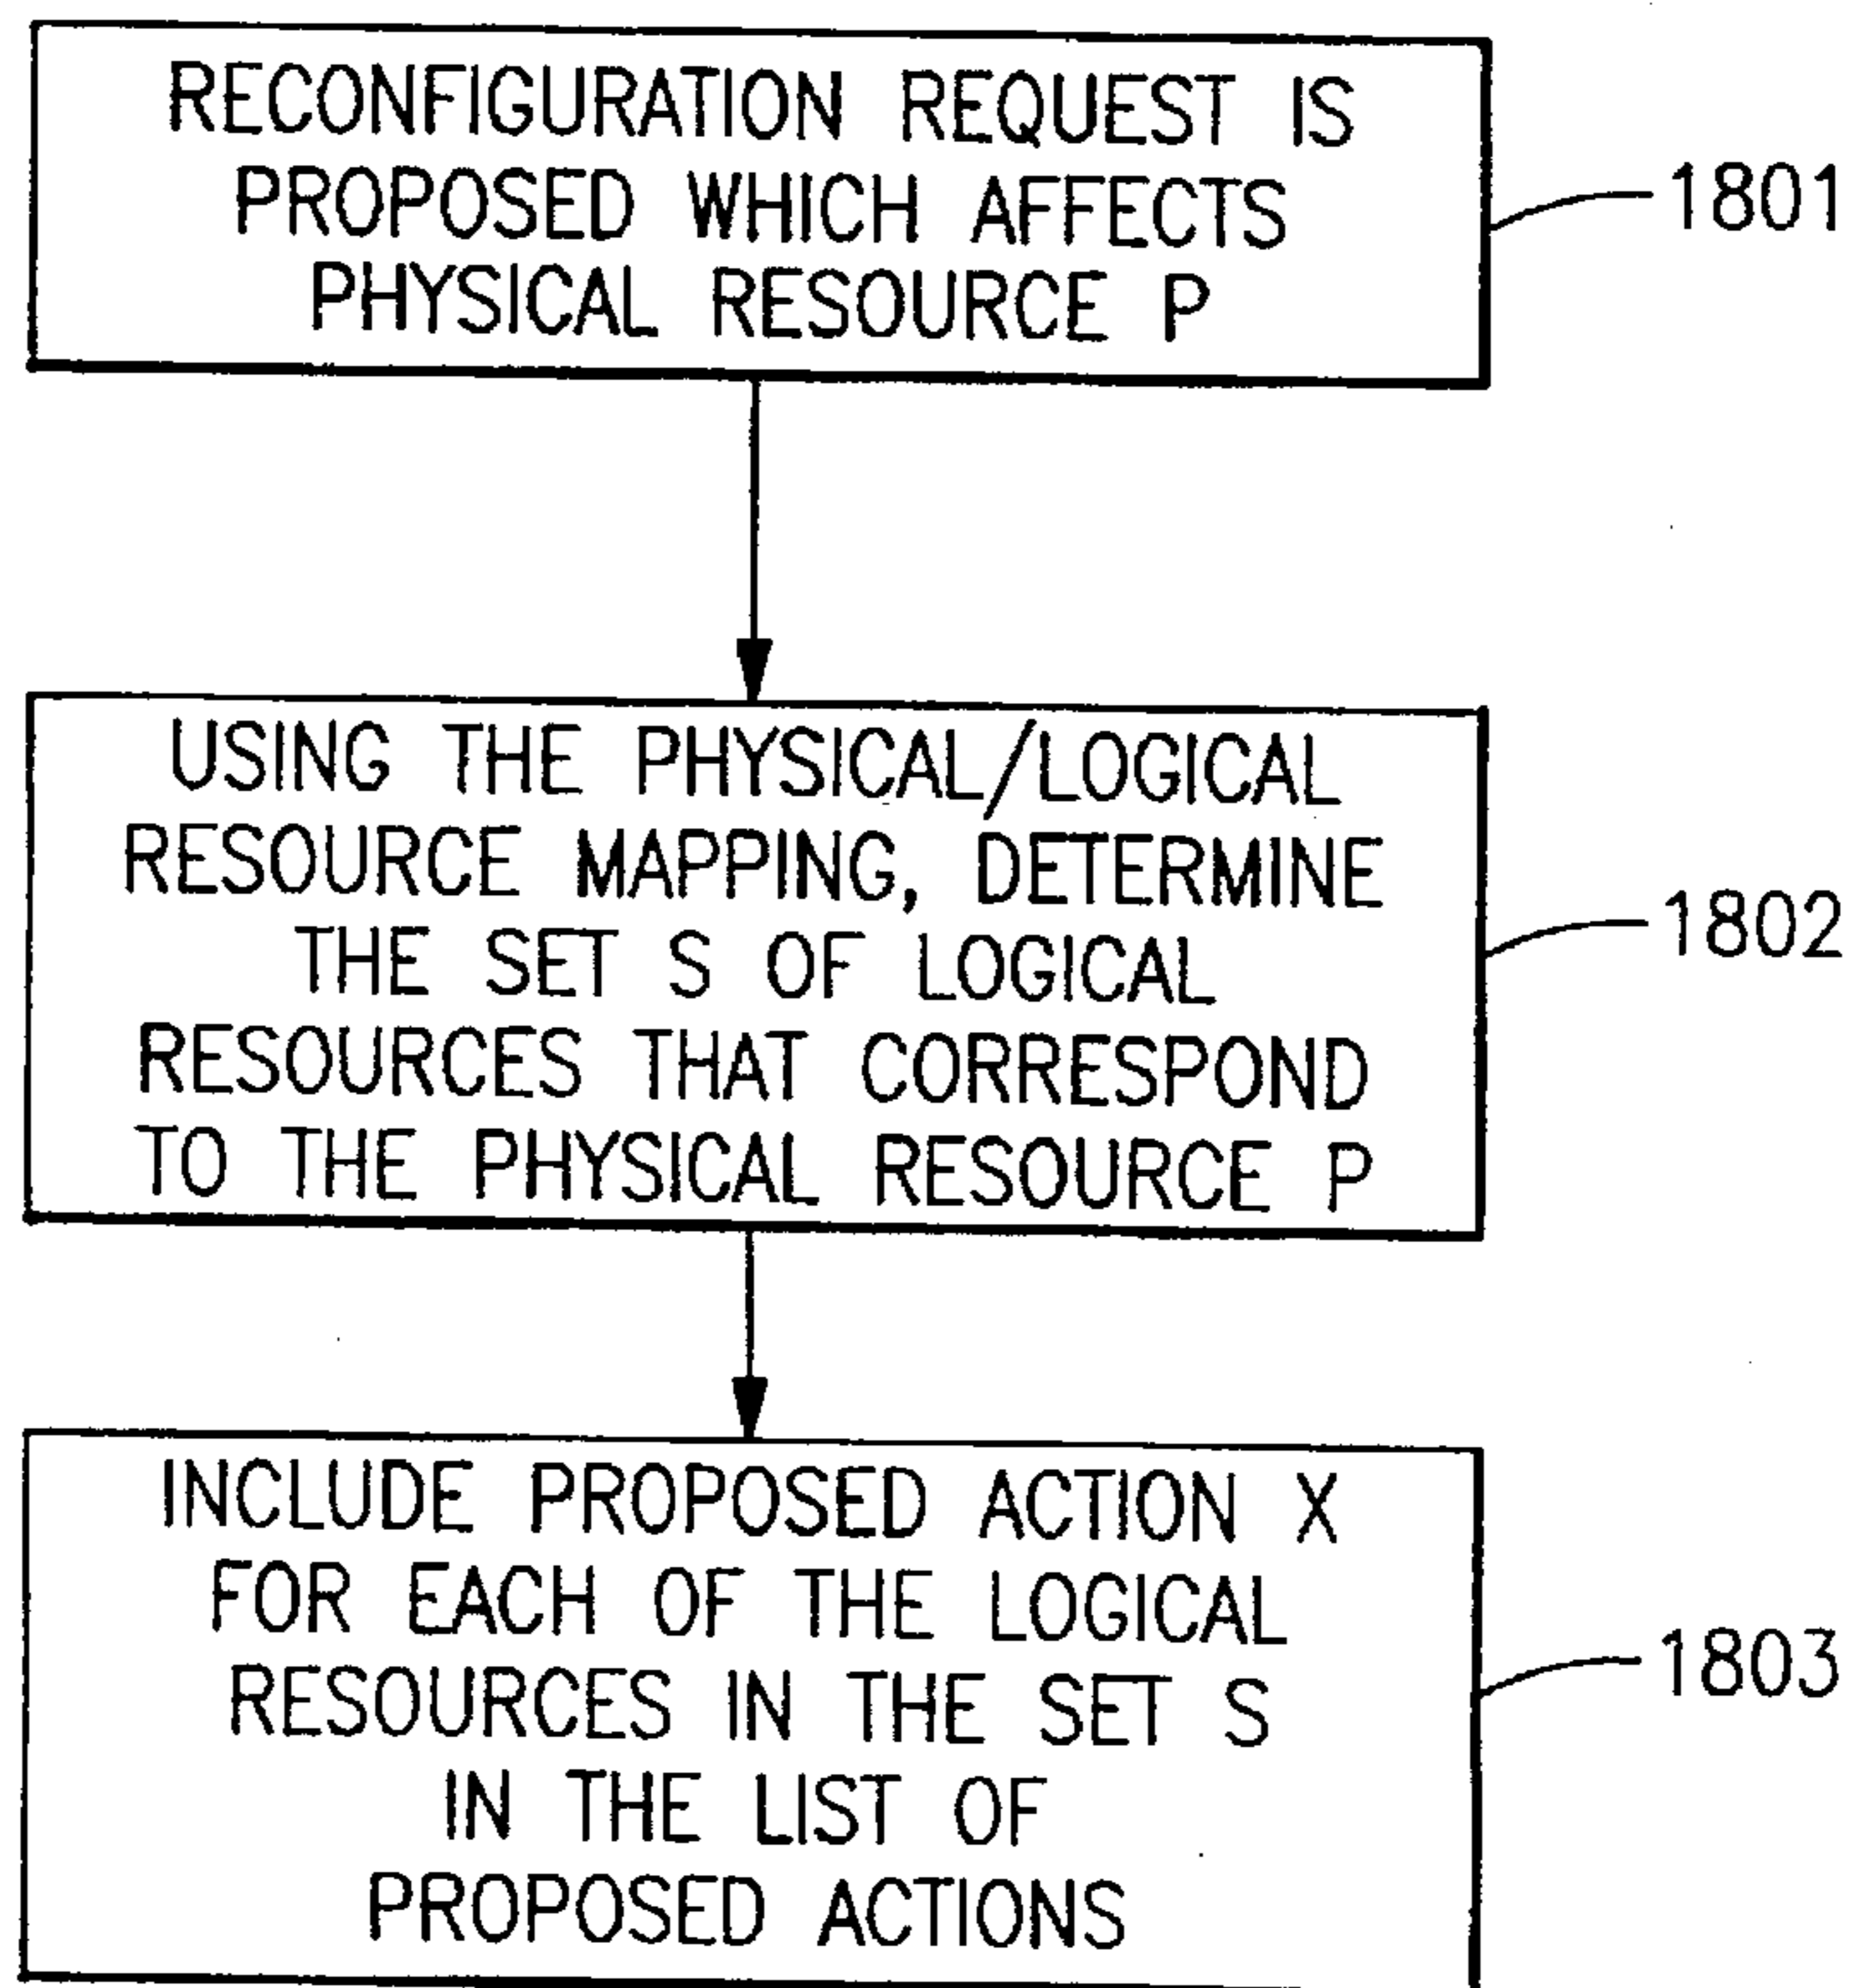 RECONFIGURATION REQUEST IS
PROPOSED WHICH AFFECTS
PHYSICAL RESOURCE P
1801
USING THE PHYSICAL/LOGICAL
RESOURCE MAPPING, DETERMINE
THE SET S OF LOGICAL
RESOURCES THAT CORRESPOND
TO THE PHYSICAL RESOURCE P
1802
INCLUDE PROPOSED ACTION X
FOR EACH OF THE LOGICAL
RESOURCES IN THE SET S
IN THE LIST OF
PROPOSED ACTIONS
1803